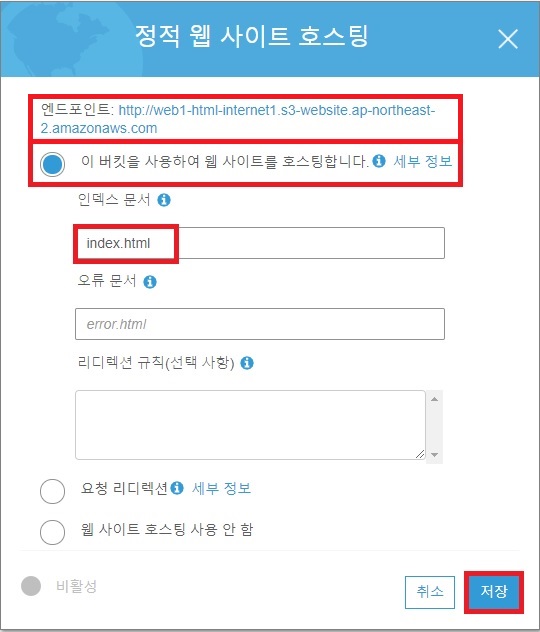 정적 웹 사이트 호스팅
엔드포인트: http://web1-html-internet1.s3-website.ap-northeast-
2.amazonaws.com
이 버킷을 사용하여 웹 사이트를 호스팅합니다. 세부 정보
인덱스 문서
index.html
오류 문서
error.html
리디렉션 규칙(선택 사항)
요청 리디렉션 세부 정보
웹 사이트 호스팅 사용 안 함
비활성
취소
저장